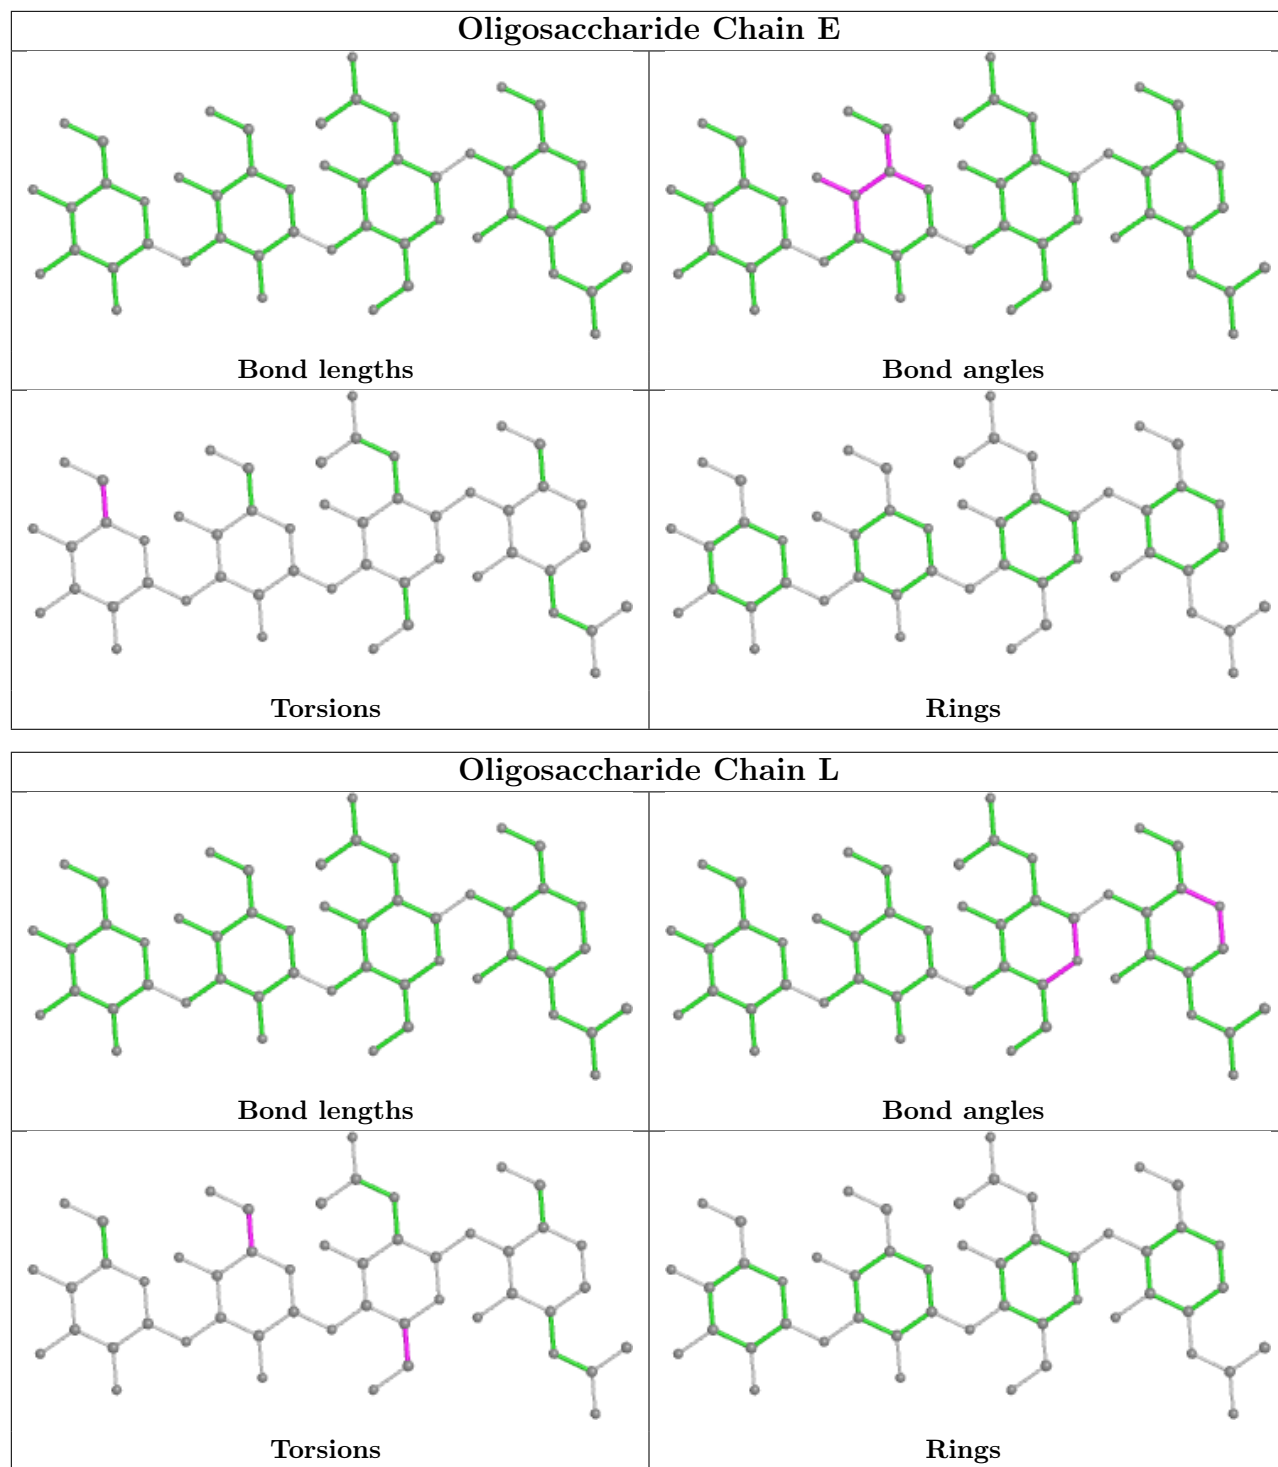 Oligosaccharide Chain E
Bond lengths
Bond angles
Torsions
Rings
Oligosaccharide Chain L
Bond lengths
Bond angles
Torsions
Rings